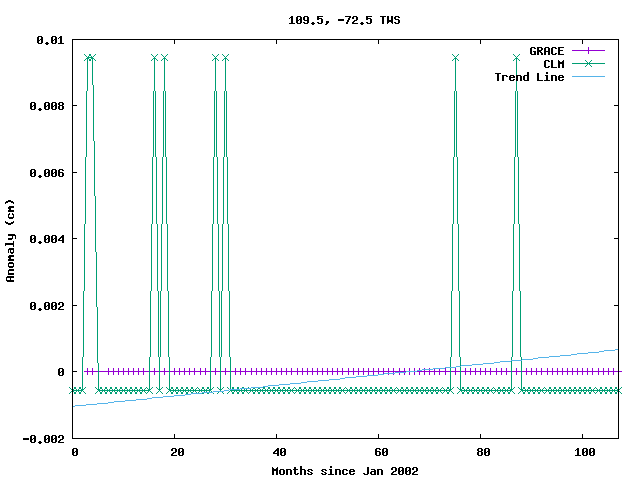 109.5, -72.5 TWS
GRACE
CLM
Trend Line
0.01
0.008
0.006
0.004
0.002
0
-0.002
Anomaly (cm)
0 20 40 60 80 100
Months since Jan 2002